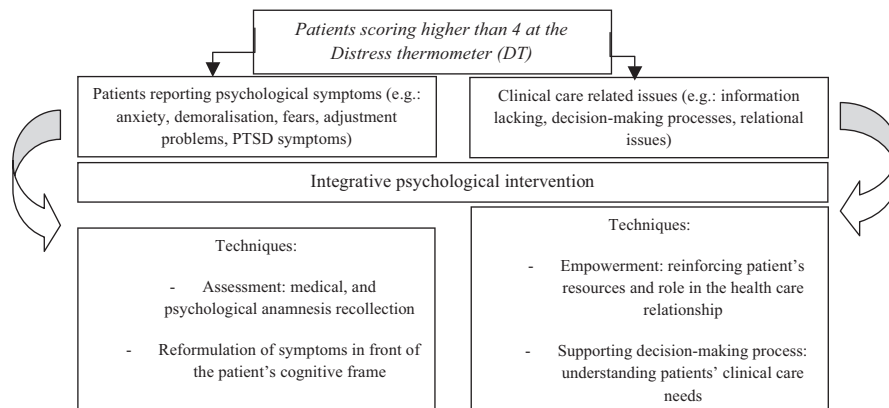 Patients scoring higher than 4 at the
Distress thermometer (DT)
Patients reporting psychological symptoms (e.g.:
anxiety, demoralisation, fears, adjustment
problems, PTSD symptoms)
Clinical care related issues (e.g.: information
lacking, decision-making processes, relational
issues)
Integrative psychological intervention
Techniques:
- Assessment: medical, and
psychological anamnesis recollection
- Reformulation of symptoms in front of
the patient's cognitive frame
Techniques:
- Empowerment: reinforcing patient's
resources and role in the health care
relationship
- Supporting decision-making process:
understanding patients' clinical care
needs